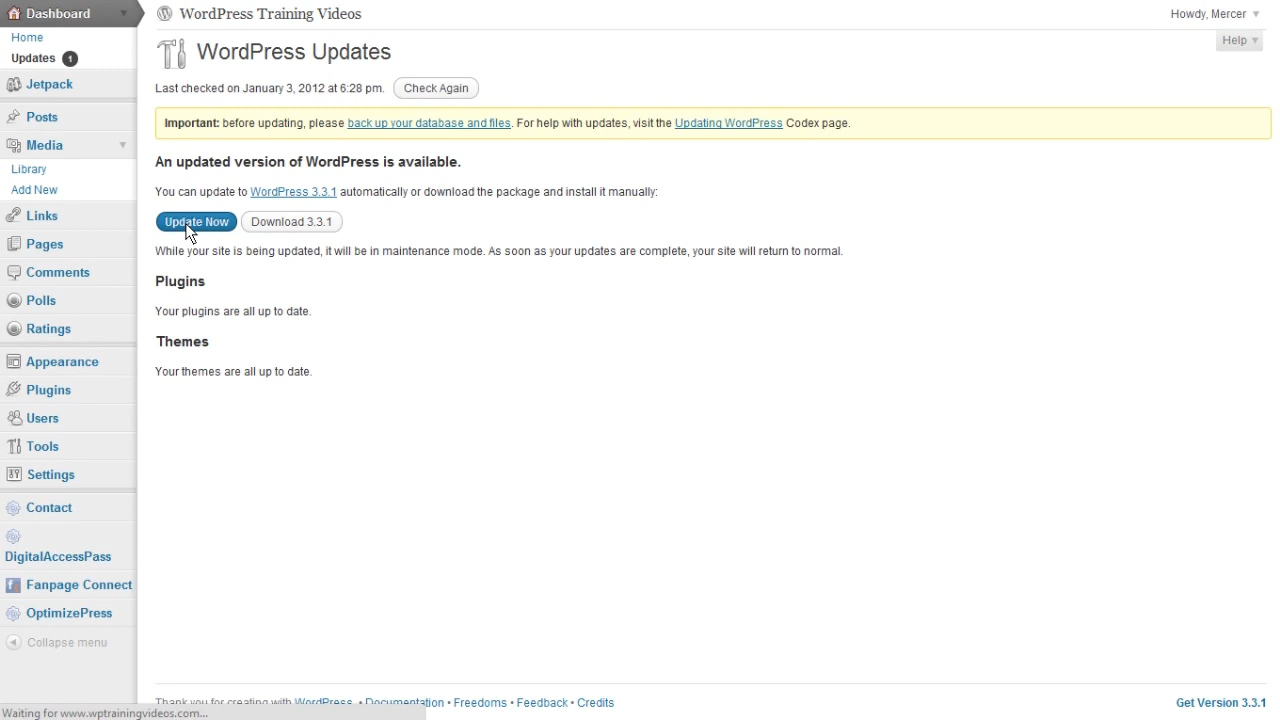 Dashboard
Home
Updates 1
Jetpack
Posts
Media
Library
Add New
Links
Pages
Comments
Polls
Ratings
Appearance
Plugins
Users
Tools
Settings
Contact
DigitalAccessPass
Fanpage Connect
OptimizePress
Collapse menu
WordPress Training Videos
Howdy, Mercer
Help
WordPress Updates
Last checked on January 3, 2012 at 6:28 pm. Check Again
Important: before updating, please back up your database and files. For help with updates, visit the Updating WordPress Codex page.
An updated version of WordPress is available.
You can update to WordPress 3.3.1 automatically or download the package and install it manually:
Update Now Download 3.3.1
While your site is being updated, it will be in maintenance mode. As soon as your updates are complete, your site will return to normal.
Plugins
Your plugins are all up to date.
Themes
Your themes are all up to date.
Thank you for creating with WordPress. • Documentation • Freedoms • Feedback • Credits
Get Version 3.3.1
Waiting for www.wptrainingvideos.com...